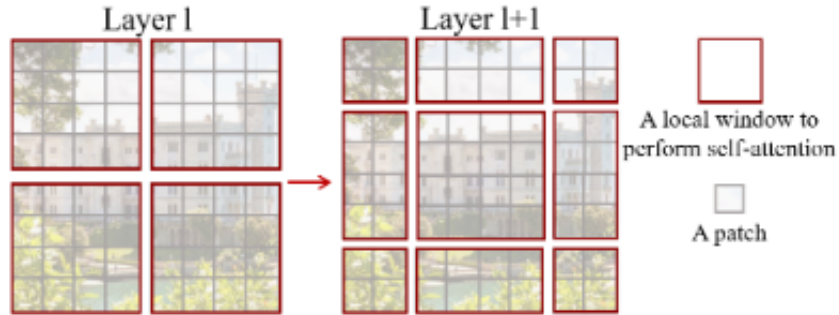 Layer l
Layer l+1
A local window to
perform self-attention
A patch